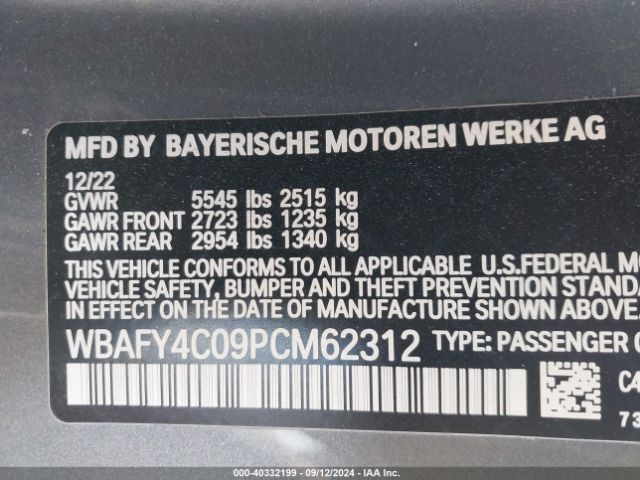 MFD BY BAYERISCHE MOTOREN WERKE AG
12/22
GVWR 5545 lbs 2515 kg
GAWR FRONT 2723 lbs 1235 kg
GAWR REAR 2954 lbs 1340 kg
THIS VEHICLE CONFORMS TO ALL APPLICABLE U.S.FEDERAL MO
VEHICLE SAFETY, BUMPER AND THEFT PREVENTION STANDA
IN EFFECT ON THE DATE OF MANUFACTURE SHOWN ABOVE.
WBAFY4C09PCM62312 TYPE: PASSENGER C
C4
73
000-40332199 - 09/12/2024 - IAA Inc.